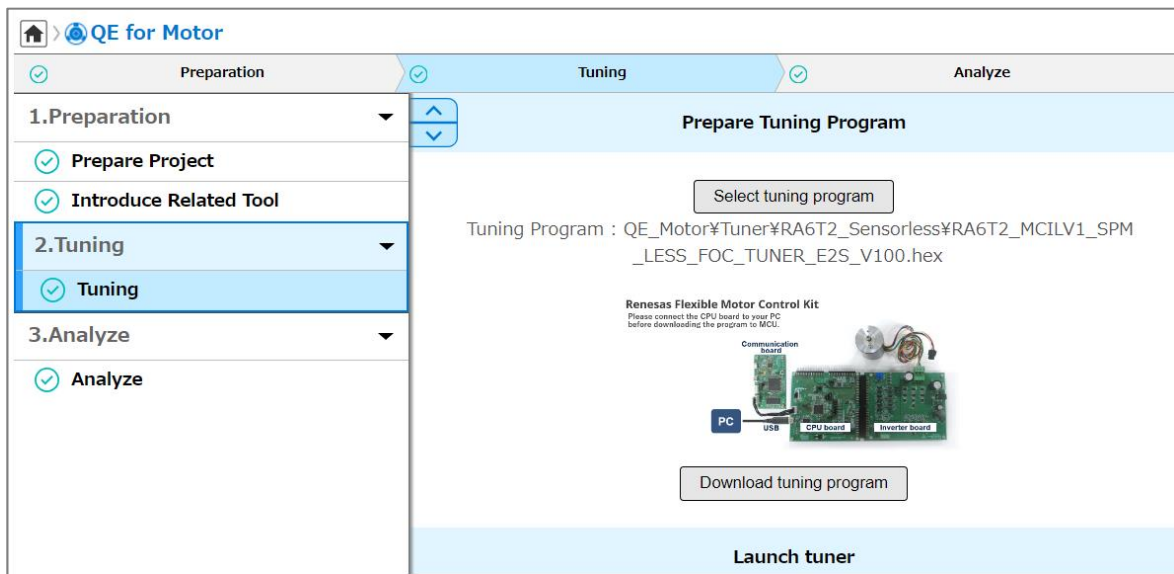 QE for Motor
Preparation
Tuning
Analyze
1.Preparation
Prepare Project
Introduce Related Tool
2.Tuning
Tuning
3.Analyze
Analyze
Prepare Tuning Program
Select tuning program
Tuning Program : QE_Motor¥Tuner¥RA6T2_Sensorless¥RA6T2_MCILV1_SPM
_LESS_FOC_TUNER_E2S_V100.hex
Renesas Flexible Motor Control Kit
Please connect the CPU board to your PC
before downloading the program to MCU.
Communication
board
PC
USB
CPU board
Inverter board
Download tuning program
Launch tuner